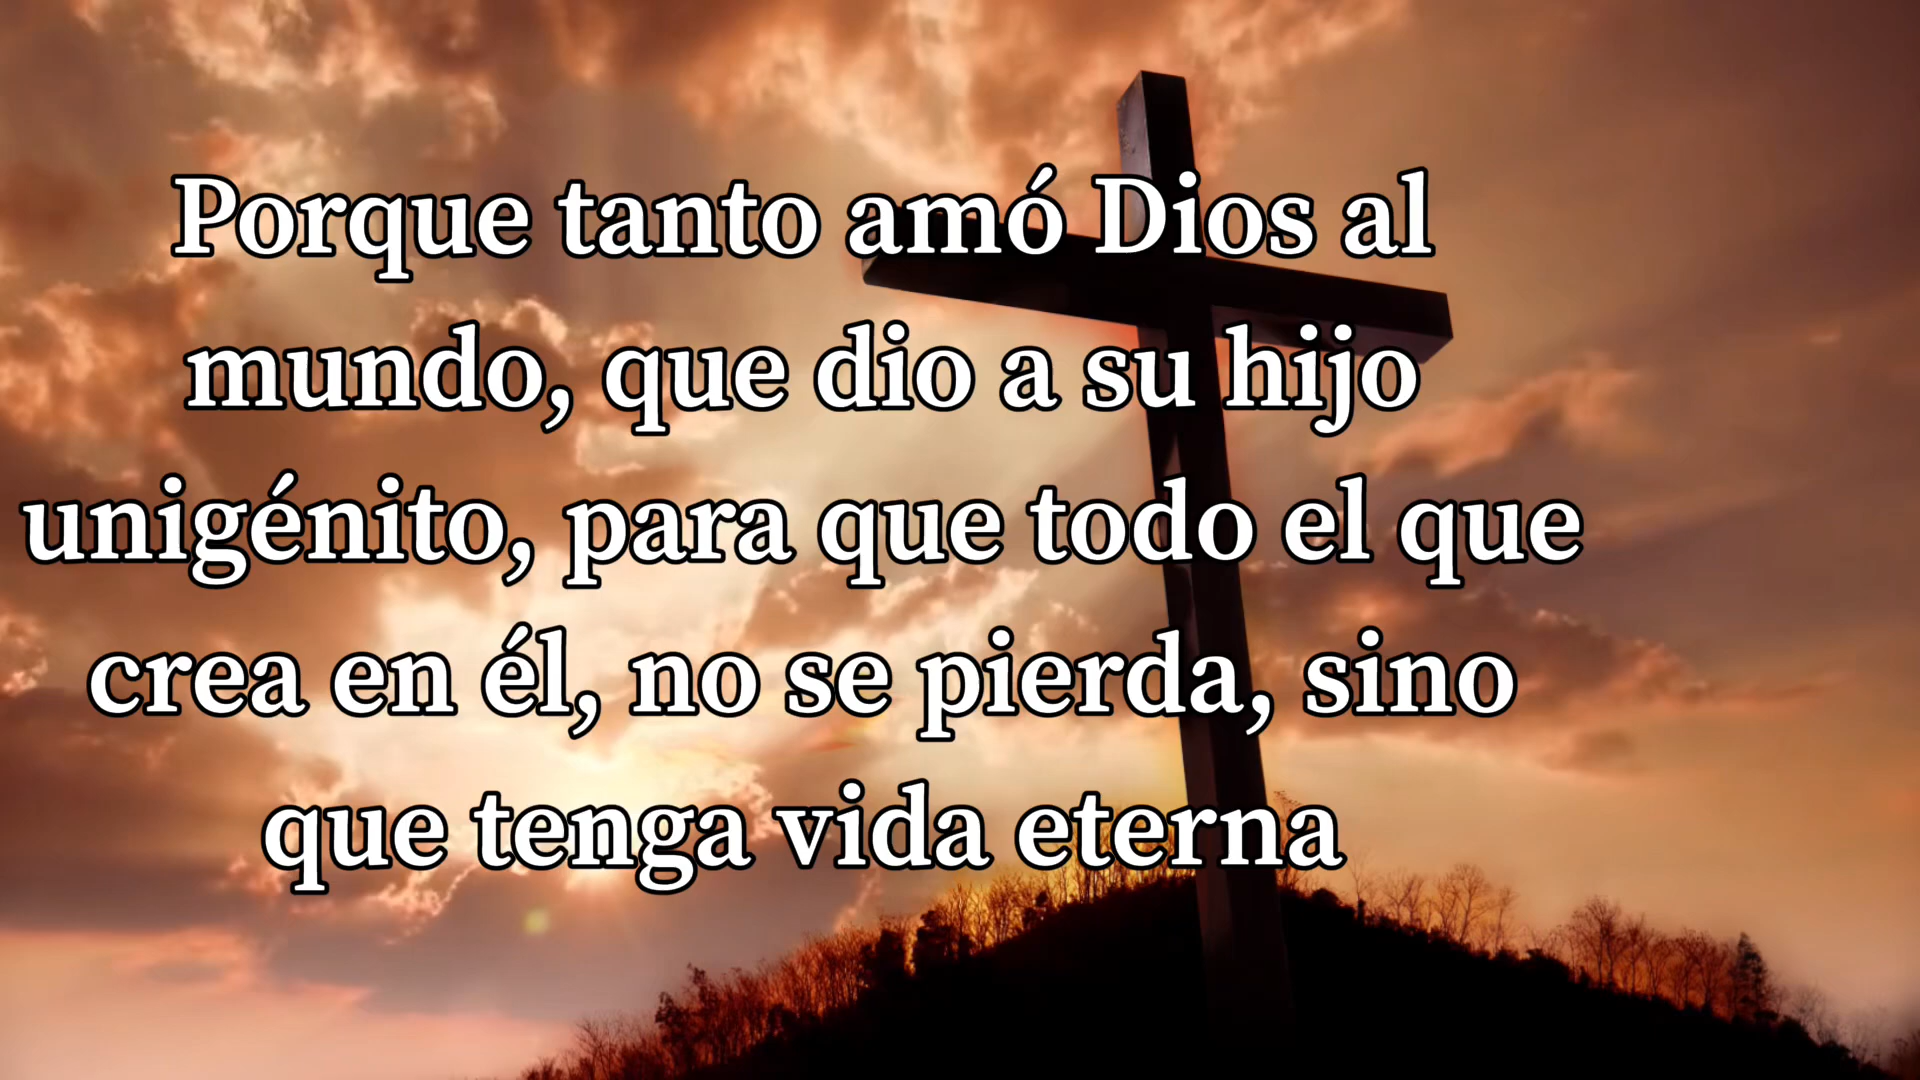 Porque tanto amó Dios al
mundo, que dio a su hijo
unigénito, para que todo el que
crea en él, no se pierda, sino
que tenga vida eterna